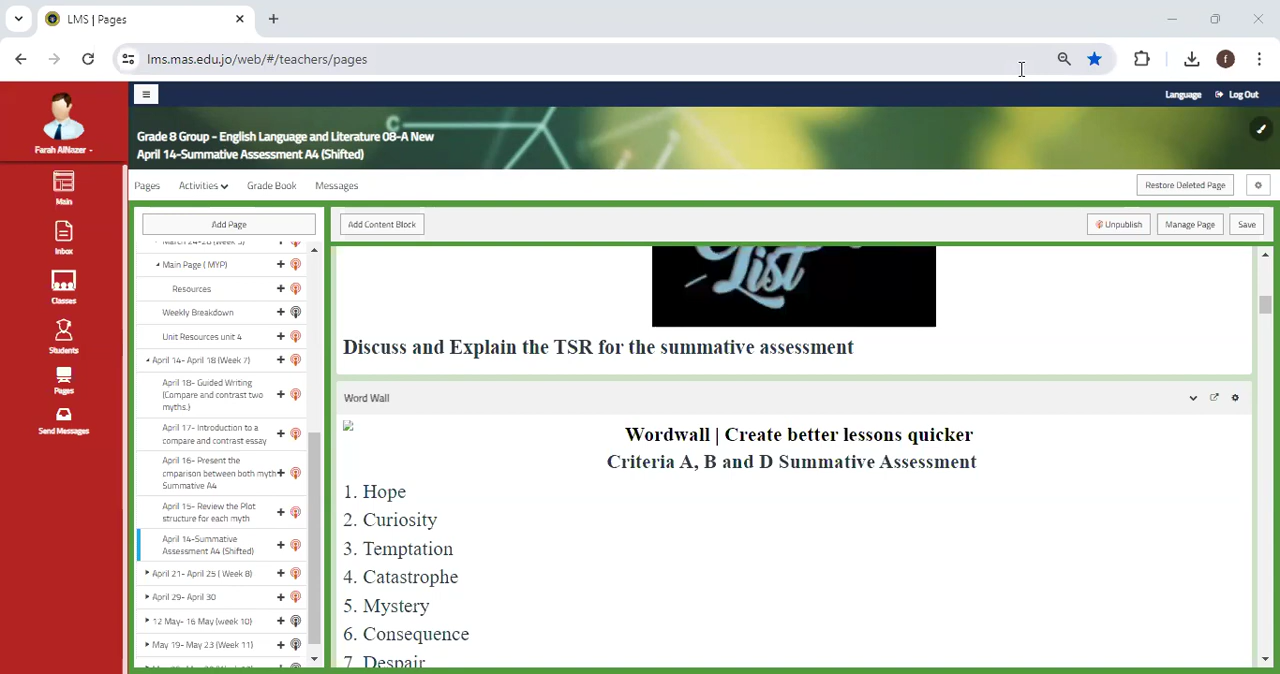 LMS | Pages
lms.mas.edu.jo/web/#/teachers/pages
f
Language
Log Out
Farah AlNazer
Grade 8 Group - English Language and Literature 08-A New
April 14-Summative Assessment A4 (Shifted)
Pages
Activities
Grade Book
Messages
Restore Deleted Page
Main
Inbox
Classes
Students
Pages
Send Messages
Add Page
March 24-28 (Week 5)
Main Page ( MYP)
Resources
Weekly Breakdown
Unit Resources unit 4
April 14- April 18 (Week 7)
April 18- Guided Writing
(Compare and contrast two
myths.)
April 17- Introduction to a
compare and contrast essay
April 16- Present the
cmparison between both myth
Summative A4
April 15- Review the Plot
structure for each myth
April 14-Summative
Assessment A4 (Shifted)
April 21- April 25 ( Week 8)
April 29- April 30
12 May- 16 May (week 10)
May 19- May 23 (Week 11)
Add Content Block
Unpublish
Manage Page
Save
List
Discuss and Explain the TSR for the summative assessment
Word Wall
Wordwall | Create better lessons quicker
Criteria A, B and D Summative Assessment
1. Hope
2. Curiosity
3. Temptation
4. Catastrophe
5. Mystery
6. Consequence
7. Despair